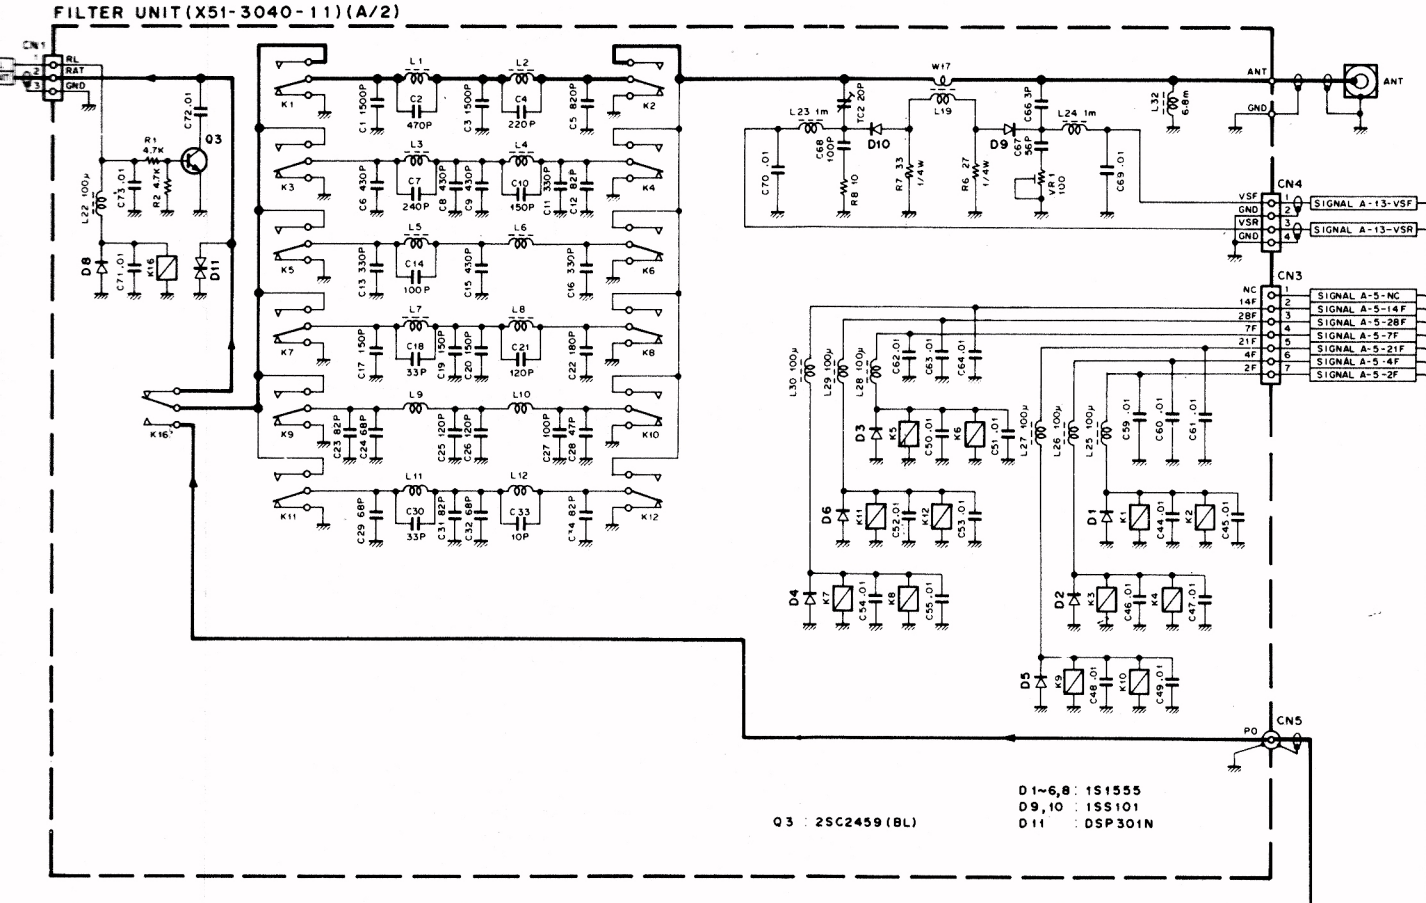 FILTER UNIT (X51-3040-11) (A/2)
CN1
1 RL
2 RAT
3 GND
C72 .01
Q3
R1
4.7K
R2 4.7K
C73 .01
L22 100μ
D8
C71 .01
K16
D11
K16
K1
C1 1500P
L1
C2
470P
C3 1500P
L2
C4
220P
C5 820P
K2
K3
C6 430P
L3
C7
240P
C8 430P
C9 430P
L4
C10
150P
C11 330P
C12 82P
K4
K5
C13 330P
L5
C14
100P
C15 430P
L6
C16 330P
K6
K7
C17 150P
L7
C18
33P
C19 150P
C20 150P
L8
C21
120P
C22 180P
K8
K9
C23 82P
C24 68P
L9
C25 120P
C26 120P
L10
C27 100P
C28 47P
K10
K11
C29 68P
L11
C30
33P
C31 82P
C32 68P
L12
C33
10P
C34 82P
K12
TC2 20P
W17
L19
C66 3P
L23 1m
D10
D9
L24 1m
C70 .01
C68
100P
R8 10
R7 33
1/4W
R6 27
1/4W
C67
56P
VR1
100
C69 .01
L32
6.8m
ANT
GND
ANT
CN4
VSF 1 SIGNAL A-13-VSF
GND 2
VSR 3 SIGNAL A-13-VSR
GND 4
CN3
NC 1 SIGNAL A-5-NC
14F 2 SIGNAL A-5-14F
28F 3 SIGNAL A-5-28F
7F 4 SIGNAL A-5-7F
21F 5 SIGNAL A-5-21F
4F 6 SIGNAL A-5-4F
2F 7 SIGNAL A-5-2F
L30 100μ
L29 100μ
L28 100μ
C62 .01
C63 .01
C64 .01
L27 100μ
L26 100μ
L25 100μ
C59 .01
C60 .01
C61 .01
D3
K5
C50 .01
K6
C51 .01
D6
K11
C52 .01
K12
C53 .01
D1
K1
C44 .01
K2
C45 .01
D4
K7
C54 .01
K8
C55 .01
D2
K3
C46 .01
K4
C47 .01
D5
K9
C48 .01
K10
C49 .01
PO
CN5
D1~6,8 : 1S1555
D9,10 : 1SS101
D11 : DSP301N
Q3 : 2SC2459 (BL)